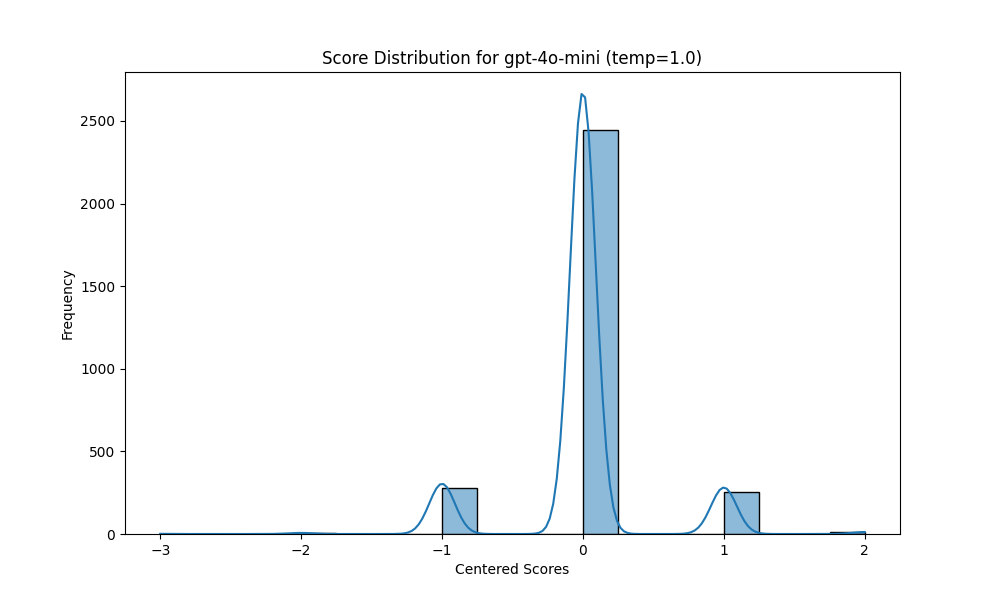 Score Distribution for gpt-4o-mini (temp=1.0)
2500
2000
1500
1000
500
0
Frequency
−3 −2 −1 0 1 2
Centered Scores